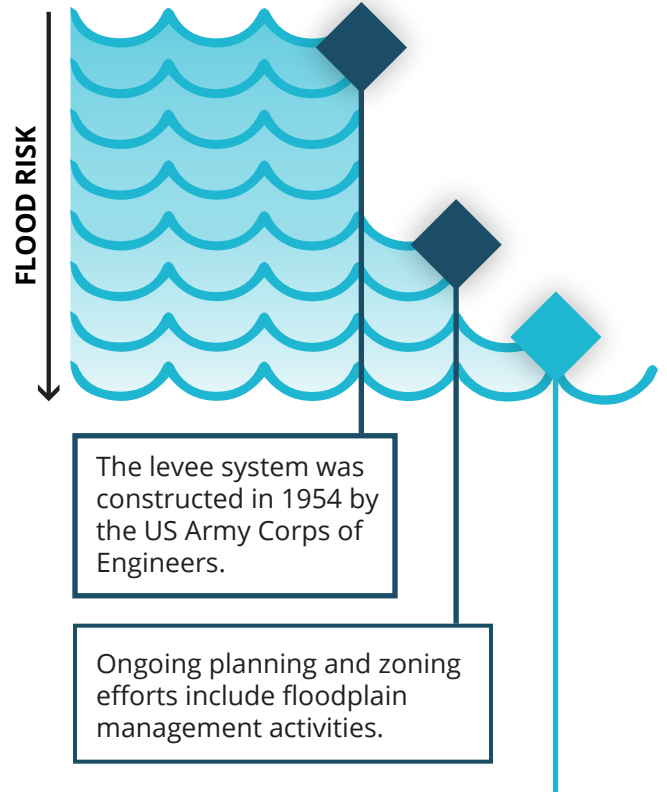 FLOOD RISK
The levee system was
constructed in 1954 by
the US Army Corps of
Engineers.
Ongoing planning and zoning
efforts include floodplain
management activities.